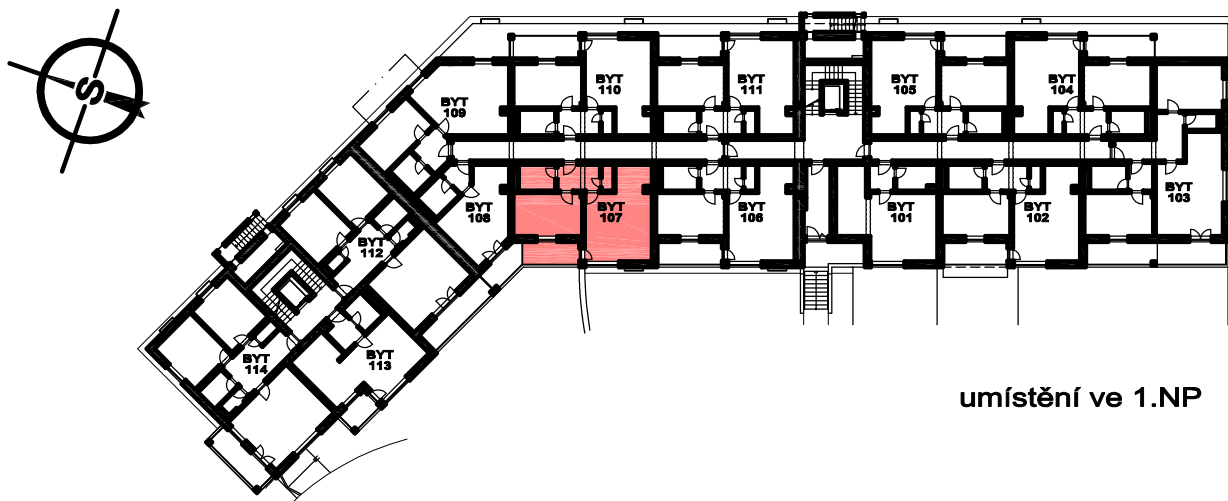 S
BYT
110
BYT
111
BYT
105
BYT
104
BYT
109
BYT
108
BYT
107
BYT
106
BYT
101
BYT
102
BYT
103
BYT
112
BYT
113
BYT
114
umístění ve 1.NP